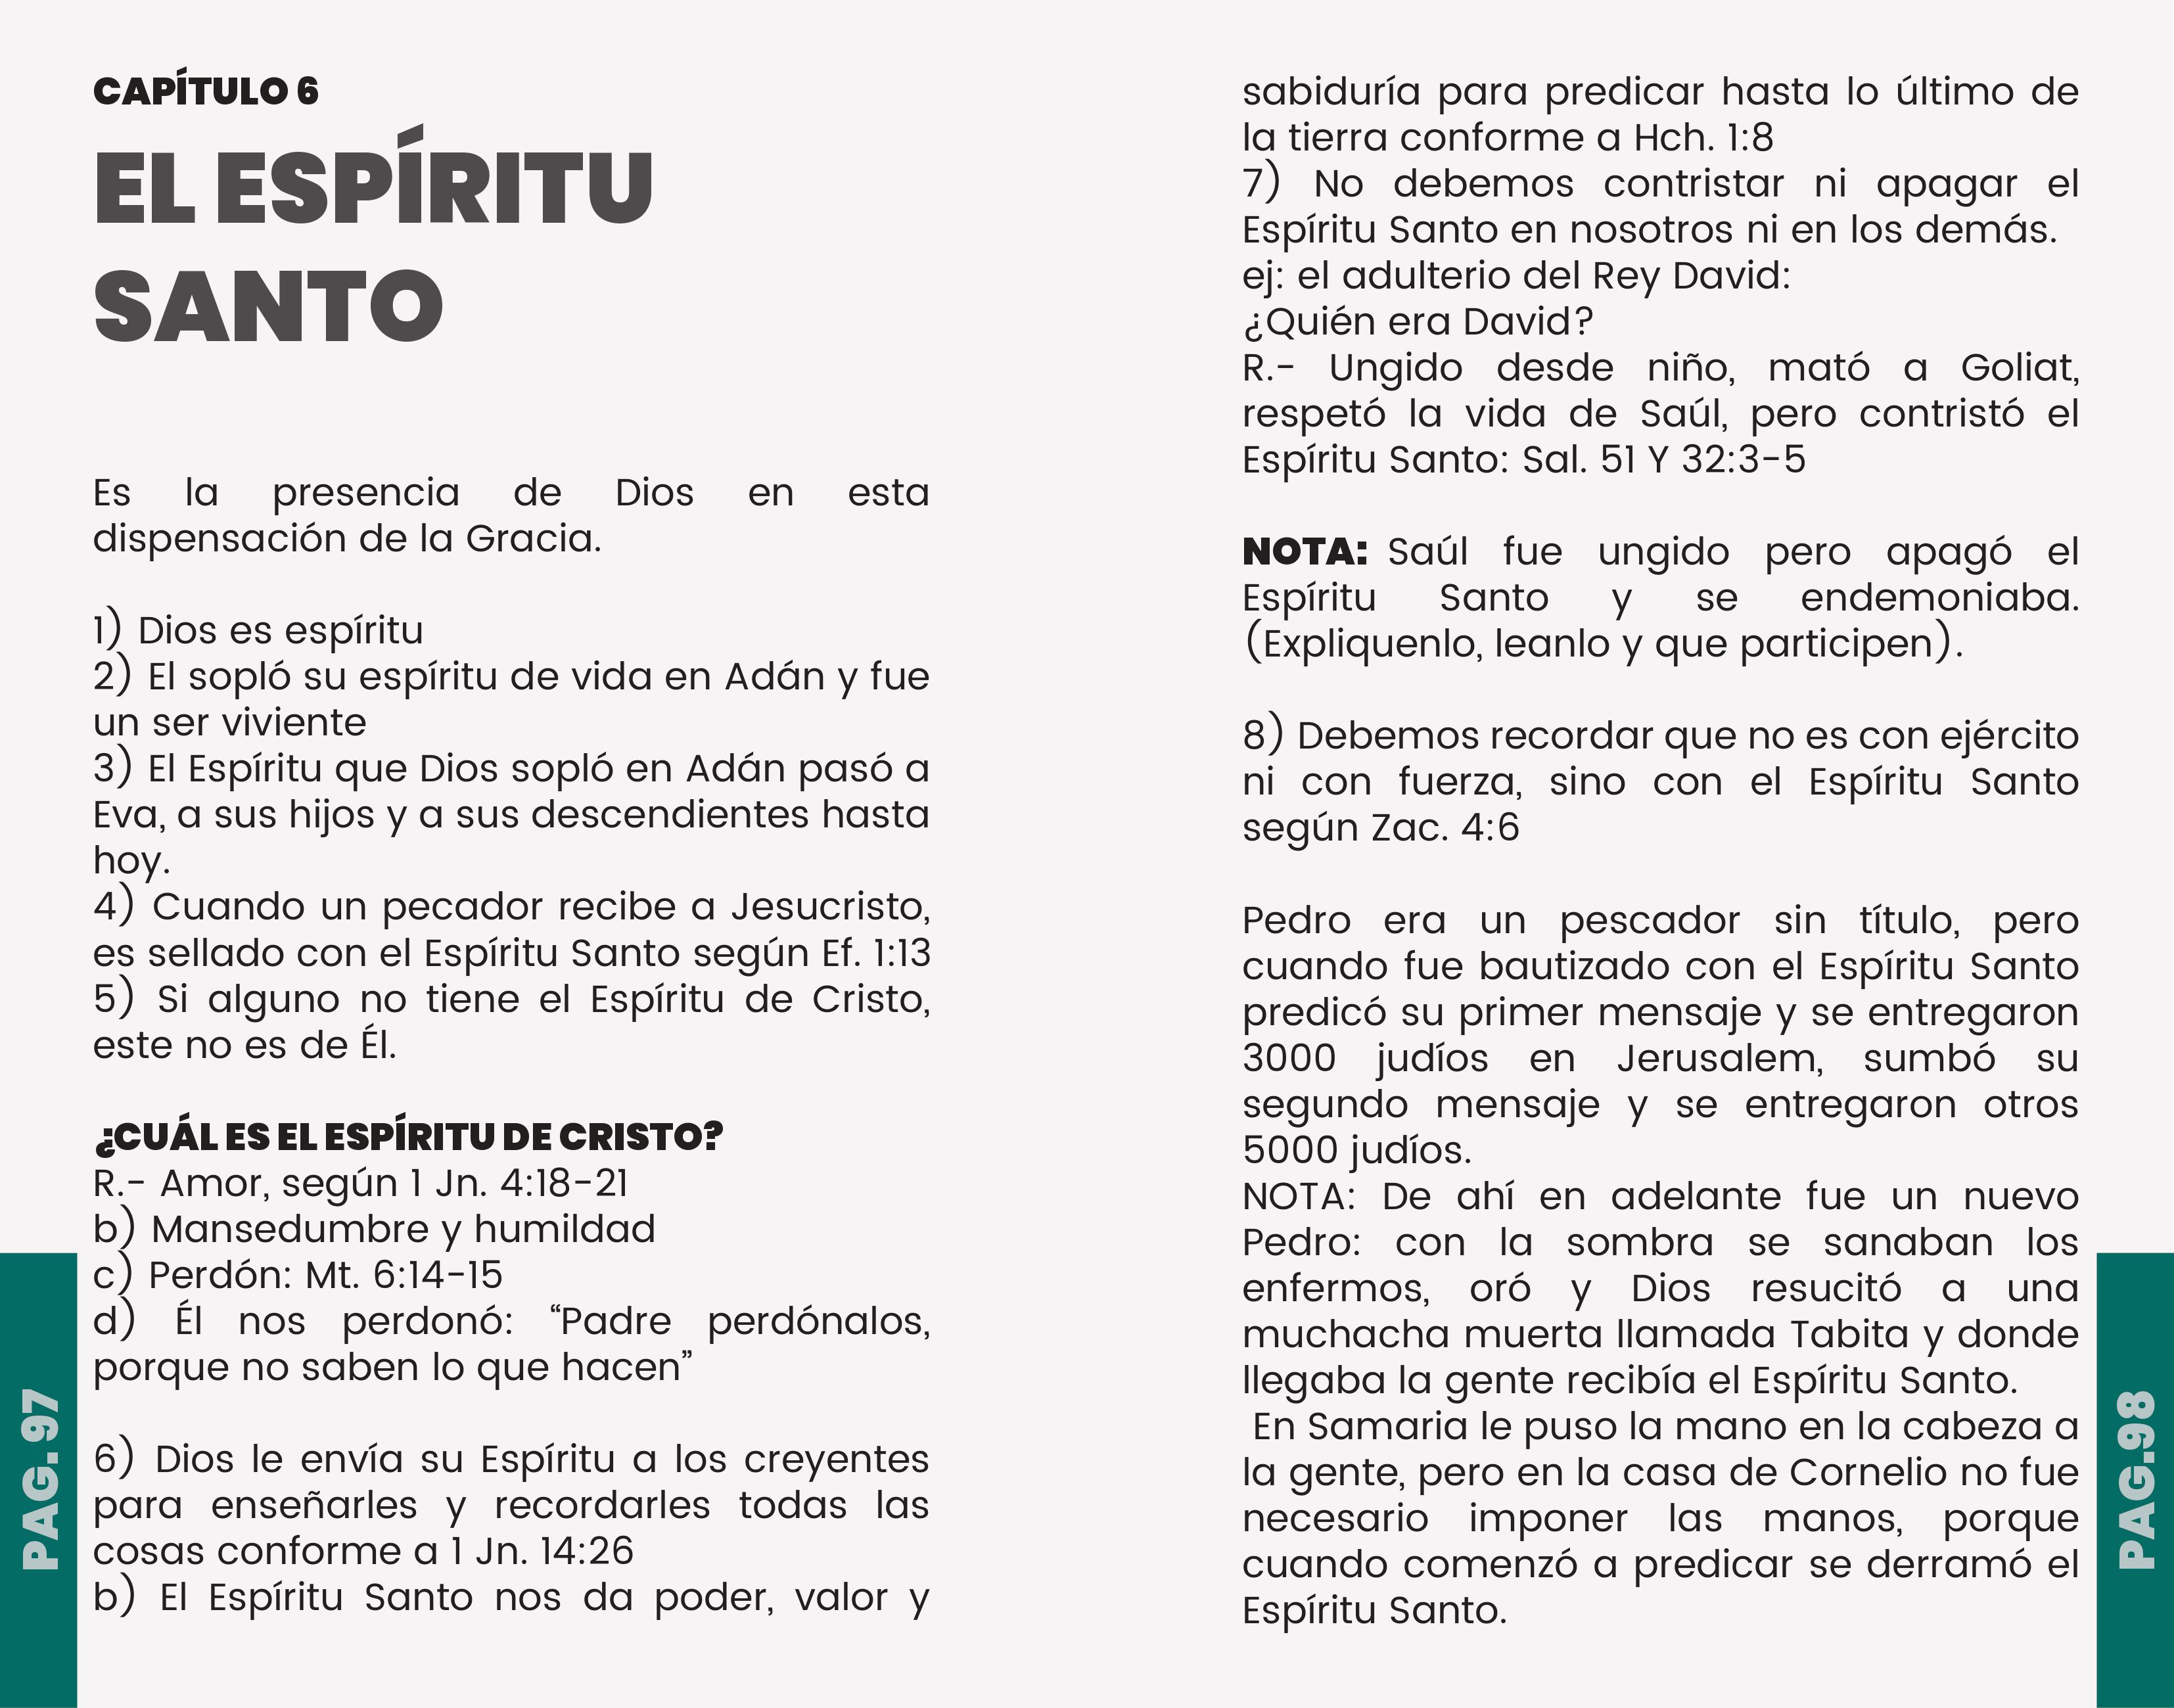 CAPÍTULO 6
EL ESPÍRITU
SANTO
Es la presencia de Dios en esta
dispensación de la Gracia.
1) Dios es espíritu
2) El sopló su espíritu de vida en Adán y fue
un ser viviente
3) El Espíritu que Dios sopló en Adán pasó a
Eva, a sus hijos y a sus descendientes hasta
hoy.
4) Cuando un pecador recibe a Jesucristo,
es sellado con el Espíritu Santo según Ef. 1:13
5) Si alguno no tiene el Espíritu de Cristo,
este no es de Él.
¿CUÁL ES EL ESPÍRITU DE CRISTO?
R.- Amor, según 1 Jn. 4:18-21
b) Mansedumbre y humildad
c) Perdón: Mt. 6:14-15
d) Él nos perdonó: “Padre perdónalos,
porque no saben lo que hacen”
6) Dios le envía su Espíritu a los creyentes
para enseñarles y recordarles todas las
cosas conforme a 1 Jn. 14:26
b) El Espíritu Santo nos da poder, valor y
PAG. 97
sabiduría para predicar hasta lo último de
la tierra conforme a Hch. 1:8
7) No debemos contristar ni apagar el
Espíritu Santo en nosotros ni en los demás.
ej: el adulterio del Rey David:
¿Quién era David?
R.- Ungido desde niño, mató a Goliat,
respetó la vida de Saúl, pero contristó el
Espíritu Santo: Sal. 51 Y 32:3-5
NOTA: Saúl fue ungido pero apagó el
Espíritu Santo y se endemoniaba.
(Expliquenlo, leanlo y que participen).
8) Debemos recordar que no es con ejército
ni con fuerza, sino con el Espíritu Santo
según Zac. 4:6
Pedro era un pescador sin título, pero
cuando fue bautizado con el Espíritu Santo
predicó su primer mensaje y se entregaron
3000 judíos en Jerusalem, sumbó su
segundo mensaje y se entregaron otros
5000 judíos.
NOTA: De ahí en adelante fue un nuevo
Pedro: con la sombra se sanaban los
enfermos, oró y Dios resucitó a una
muchacha muerta llamada Tabita y donde
llegaba la gente recibía el Espíritu Santo.
En Samaria le puso la mano en la cabeza a
la gente, pero en la casa de Cornelio no fue
necesario imponer las manos, porque
cuando comenzó a predicar se derramó el
Espíritu Santo.
PAG.98